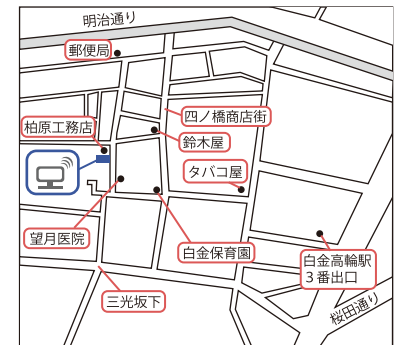 明治通り
郵便局
四ノ橋商店街
柏原工務店
鈴木屋
タバコ屋
望月医院
白金保育園
白金高輪駅
3番出口
三光坂下
桜田通り